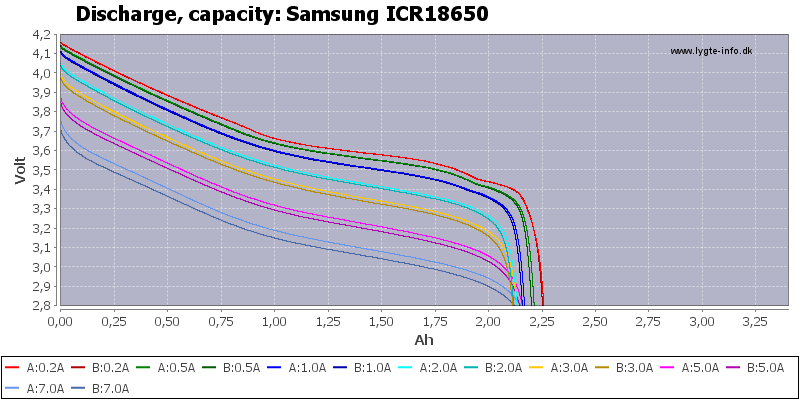 Discharge, capacity: Samsung ICR18650
4,2
4,1
4,0
3,9
3,8
3,7
3,6
3,5
3,4
3,3
3,2
3,1
3,0
2,9
2,8
Volt
www.lygte-info.dk
0,00 0,25 0,50 0,75 1,00 1,25 1,50 1,75 2,00 2,25 2,50 2,75 3,00 3,25
Ah
A:0.2A B:0.2A A:0.5A B:0.5A A:1.0A B:1.0A A:2.0A B:2.0A A:3.0A B:3.0A A:5.0A B:5.0A
A:7.0A B:7.0A